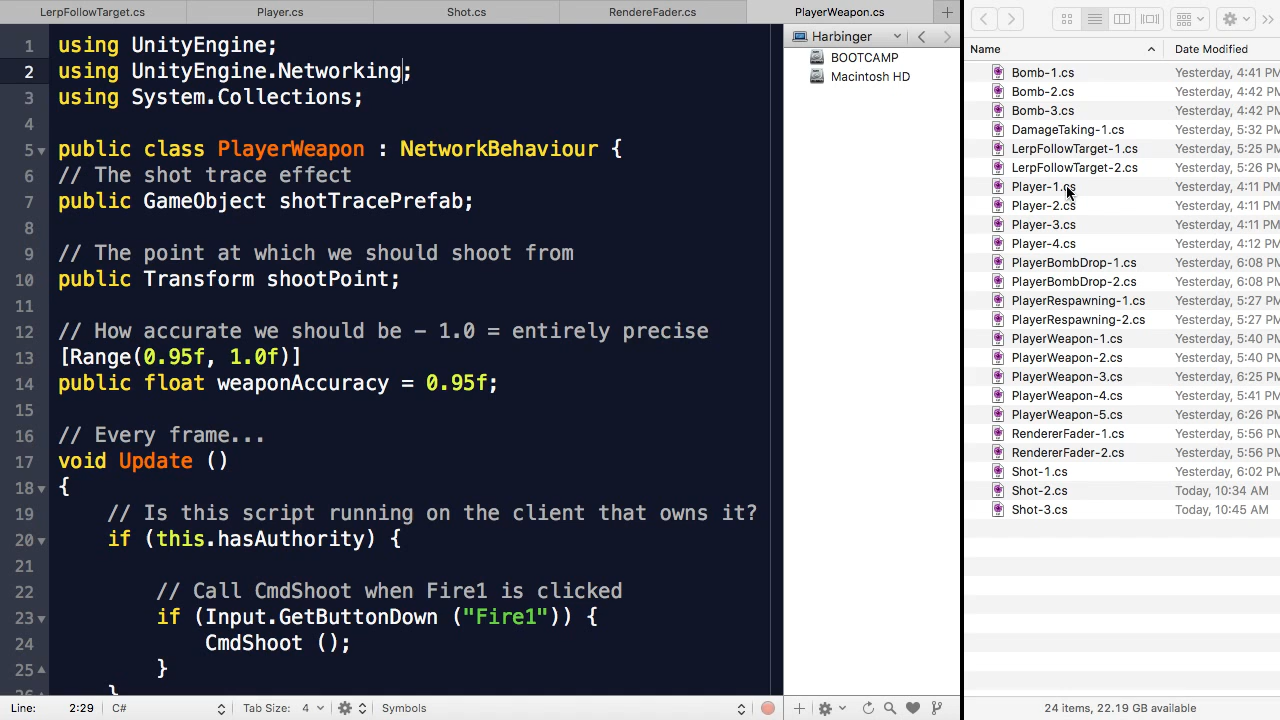 LerpFollowTarget.cs
Player.cs
Shot.cs
RendereFader.cs
PlayerWeapon.cs
1 using UnityEngine;
2 using UnityEngine.Networking;
3 using System.Collections;
4
5 public class PlayerWeapon : NetworkBehaviour {
6 // The shot trace effect
7 public GameObject shotTracePrefab;
8
9 // The point at which we should shoot from
10 public Transform shootPoint;
11
12 // How accurate we should be – 1.0 = entirely precise
13 [Range(0.95f, 1.0f)]
14 public float weaponAccuracy = 0.95f;
15
16 // Every frame...
17 void Update ()
18 {
19 // Is this script running on the client that owns it?
20 if (this.hasAuthority) {
21
22 // Call CmdShoot when Fire1 is clicked
23 if (Input.GetButtonDown ("Fire1")) {
24 CmdShoot ();
25 }
26 }
Line: 2:29 C# Tab Size: 4 Symbols
Harbinger
BOOTCAMP
Macintosh HD
Name Date Modified
Bomb-1.cs Yesterday, 4:41 PM
Bomb-2.cs Yesterday, 4:42 PM
Bomb-3.cs Yesterday, 4:42 PM
DamageTaking-1.cs Yesterday, 5:32 PM
LerpFollowTarget-1.cs Yesterday, 5:25 PM
LerpFollowTarget-2.cs Yesterday, 5:26 PM
Player-1.cs Yesterday, 4:11 PM
Player-2.cs Yesterday, 4:11 PM
Player-3.cs Yesterday, 4:11 PM
Player-4.cs Yesterday, 4:12 PM
PlayerBombDrop-1.cs Yesterday, 6:08 PM
PlayerBombDrop-2.cs Yesterday, 6:08 PM
PlayerRespawning-1.cs Yesterday, 5:27 PM
PlayerRespawning-2.cs Yesterday, 5:27 PM
PlayerWeapon-1.cs Yesterday, 5:40 PM
PlayerWeapon-2.cs Yesterday, 5:40 PM
PlayerWeapon-3.cs Yesterday, 6:25 PM
PlayerWeapon-4.cs Yesterday, 5:41 PM
PlayerWeapon-5.cs Yesterday, 6:26 PM
RendererFader-1.cs Yesterday, 5:56 PM
RendererFader-2.cs Yesterday, 5:56 PM
Shot-1.cs Yesterday, 6:02 PM
Shot-2.cs Today, 10:34 AM
Shot-3.cs Today, 10:45 AM
24 items, 22.19 GB available